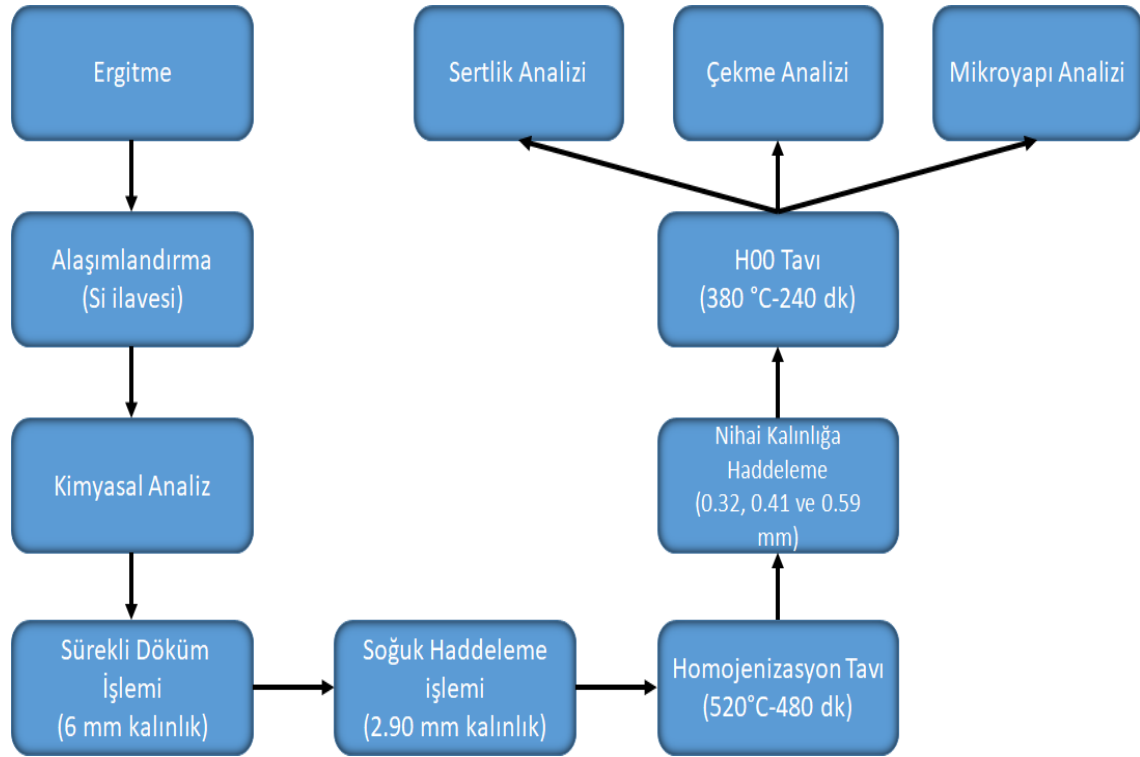 Ergitme
Alaşımlandırma
(Si ilavesi)
Kimyasal Analiz
Sürekli Döküm
İşlemi
(6 mm kalınlık)
Soğuk Haddeleme
işlemi
(2.90 mm kalınlık)
Homojenizasyon Tavı
(520°C-480 dk)
Nihai Kalınlığa
Haddeleme
(0.32, 0.41 ve 0.59
mm)
H00 Tavı
(380 °C-240 dk)
Sertlik Analizi
Çekme Analizi
Mikroyapı Analizi